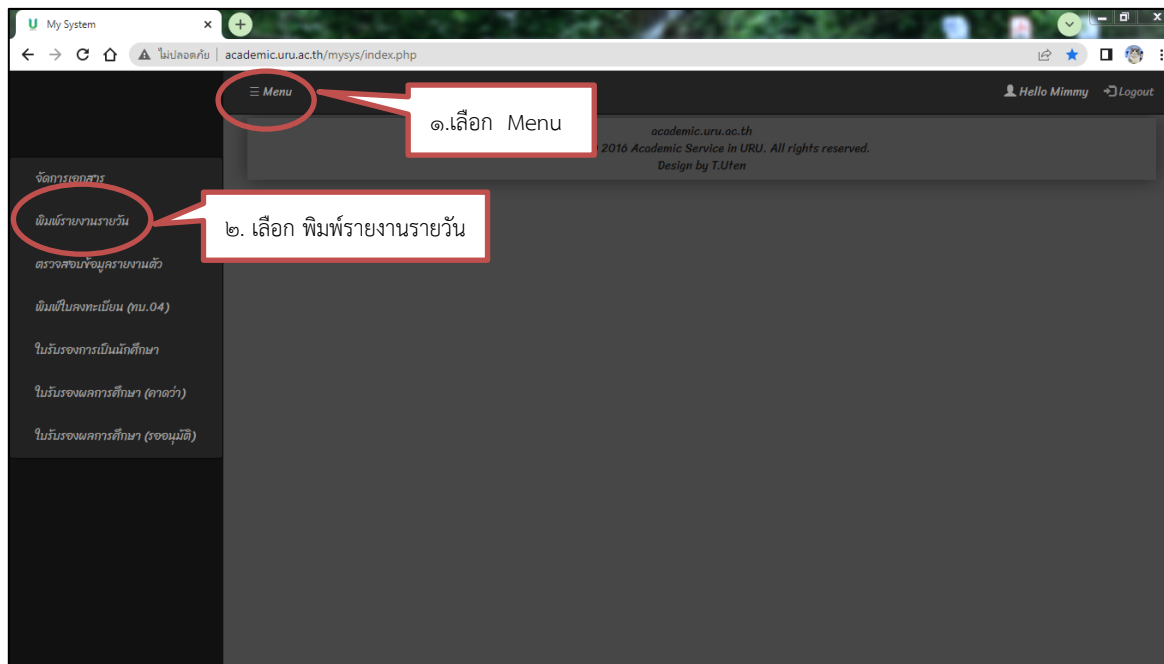 My System
ไม่ปลอดภัย
academic.uru.ac.th/mysys/index.php
Menu
Hello Mimmy
Logout
๑.เลือก Menu
academic.uru.ac.th
2016 Academic Service in URU. All rights reserved.
Design by T.Uten
จัดการเอกสาร
พิมพ์รายงานรายวัน
๒. เลือก พิมพ์รายงานรายวัน
ตรวจสอบข้อมูลรายงานตัว
พิมพ์ใบลงทะเบียน (ทบ.04)
ใบรับรองการเป็นนักศึกษา
ใบรับรองผลการศึกษา (คาดว่า)
ใบรับรองผลการศึกษา (รออนุมัติ)